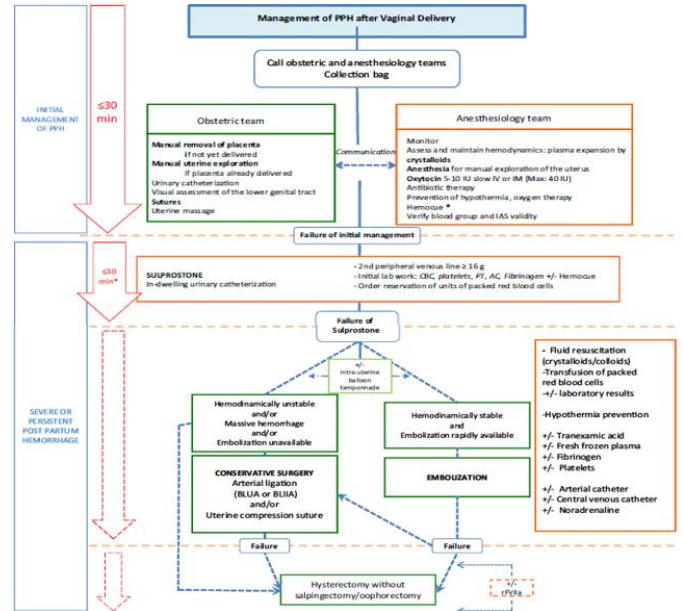 Management of PPH after Vaginal Delivery
Call obstetric and anesthesiology teams
Collection bag
INITIAL
MANAGEMENT
OF PPH
≤30
min
Obstetric team
Manual removal of placenta
if not yet delivered
Manual uterine exploration
If placenta already delivered
Urinary catheterization
Visual assessment of the lower genital tract
Sutures
Uterine massage
Communication
Anesthesiology team
Monitor
Assess and maintain hemodynamics: plasma expansion by
crystalloids
Anesthesia for manual exploration of the uterus
Oxytocin 5-10 IU slow IV or IM (Max: 40 IU)
Antibiotic therapy
Prevention of hypothermia, oxygen therapy
Hemocue *
Verify blood group and IAS validity
Failure of initial management
SEVERE OR
PERSISTENT
POST PARTUM
HEMORRHAGE
≤30
min*
SULPROSTONE
In-dwelling urinary catheterization
- 2nd peripheral venous line ≥ 16 g
- Initial lab work: CBC, platelets, PT, AC, Fibrinogen +/- Hemocue
- Order reservation of units of packed red blood cells
Failure of
Sulprostone
+/-
intra-uterine
balloon
tamponnade
Hemodinamically unstable
and/or
Massive hemorrhage
and/or
Embolization unavailable
Hemodinamically stable
and
Embolization rapidly available
CONSERVATIVE SURGERY
Arterial ligation
(BLUA or BLIIA)
and/or
Uterine compression suture
EMBOUZATION
- Fluid resuscitation
(crystalloids/colloids)
-Transfusion of packed
red blood cells
-+/- laboratory results
-Hypothermia prevention
+/- Tranexamic acid
+/- Fresh frozen plasma
+/- Fibrinogen
+/- Platelets
+/- Arterial catheter
+/- Central venous catheter
+/- Noradrenaline
Failure
Failure
Hysterectomy without
salpingectomy/oophorectomy
+/-
rFVIIa